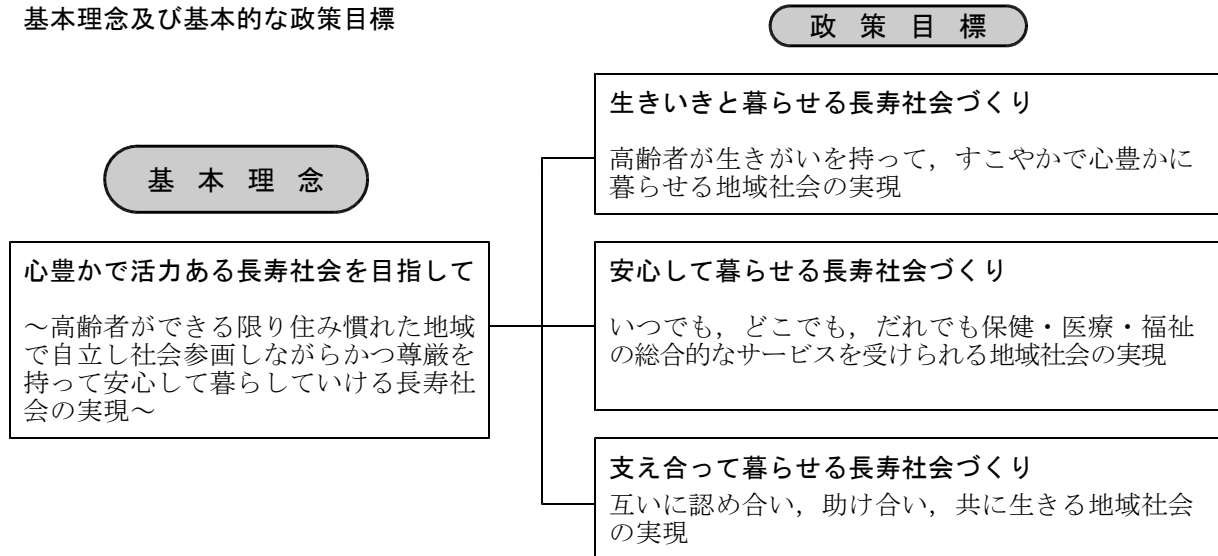 基本理念及び基本的な政策目標
政策目標
基本理念
心豊かで活力ある長寿社会を目指して
～高齢者ができる限り住み慣れた地域
で自立し社会参画しながらかつ尊厳を
持って安心して暮らしていける長寿社
会の実現～
生きいきと暮らせる長寿社会づくり
高齢者が生きがいを持って，すこやかで心豊かに
暮らせる地域社会の実現
安心して暮らせる長寿社会づくり
いつでも，どこでも，だれでも保健・医療・福祉
の総合的なサービスを受けられる地域社会の実現
支え合って暮らせる長寿社会づくり
互いに認め合い，助け合い，共に生きる地域社会
の実現